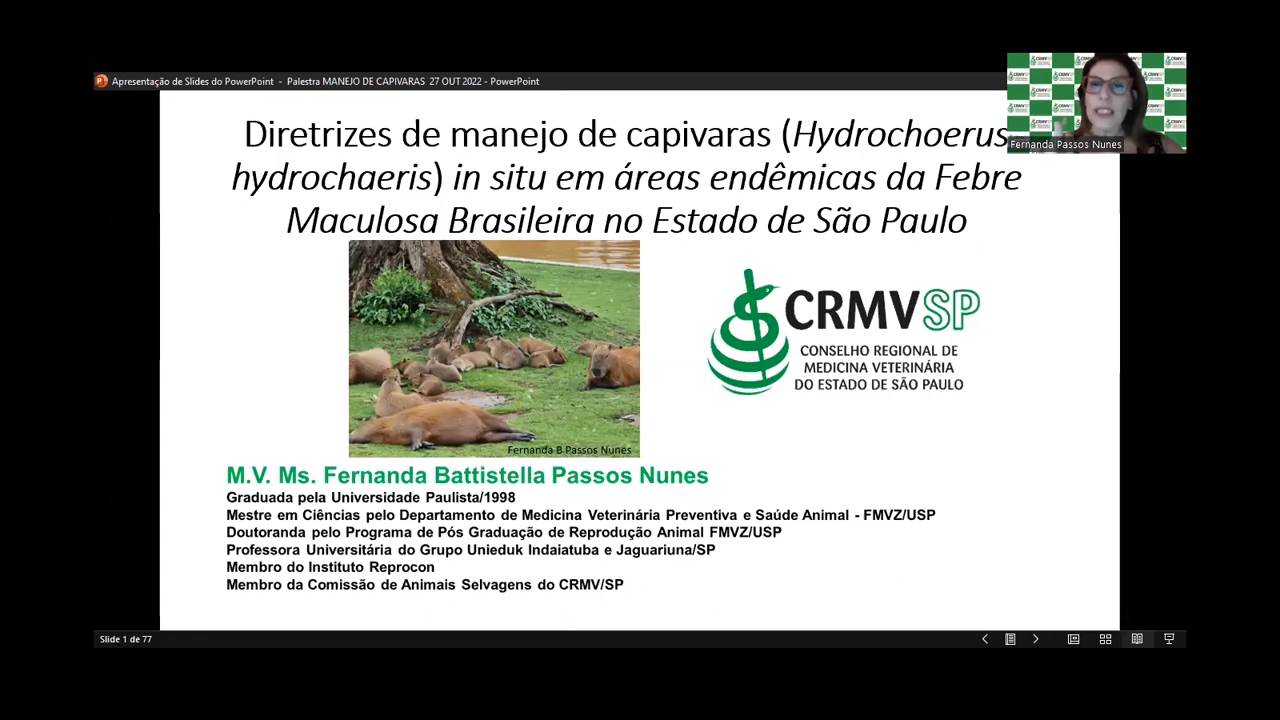 Apresentação de Slides do PowerPoint - Palestra MANEJO DE CAPIVARAS 27 OUT 2022 - PowerPoint
Fernanda Passos Nunes
Diretrizes de manejo de capivaras (Hydrochoerus
hydrochaeris) in situ em áreas endêmicas da Febre
Maculosa Brasileira no Estado de São Paulo
CRMVSP
CONSELHO REGIONAL DE
MEDICINA VETERINÁRIA
DO ESTADO DE SÃO PAULO
Fernanda B Passos Nunes
M.V. Ms. Fernanda Battistella Passos Nunes
Graduada pela Universidade Paulista/1998
Mestre em Ciências pelo Departamento de Medicina Veterinária Preventiva e Saúde Animal - FMVZ/USP
Doutoranda pelo Programa de Pós Graduação de Reprodução Animal FMVZ/USP
Professora Universitária do Grupo Unieduk Indaiatuba e Jaguariuna/SP
Membro do Instituto Reprocon
Membro da Comissão de Animais Selvagens do CRMV/SP
Slide 1 de 77